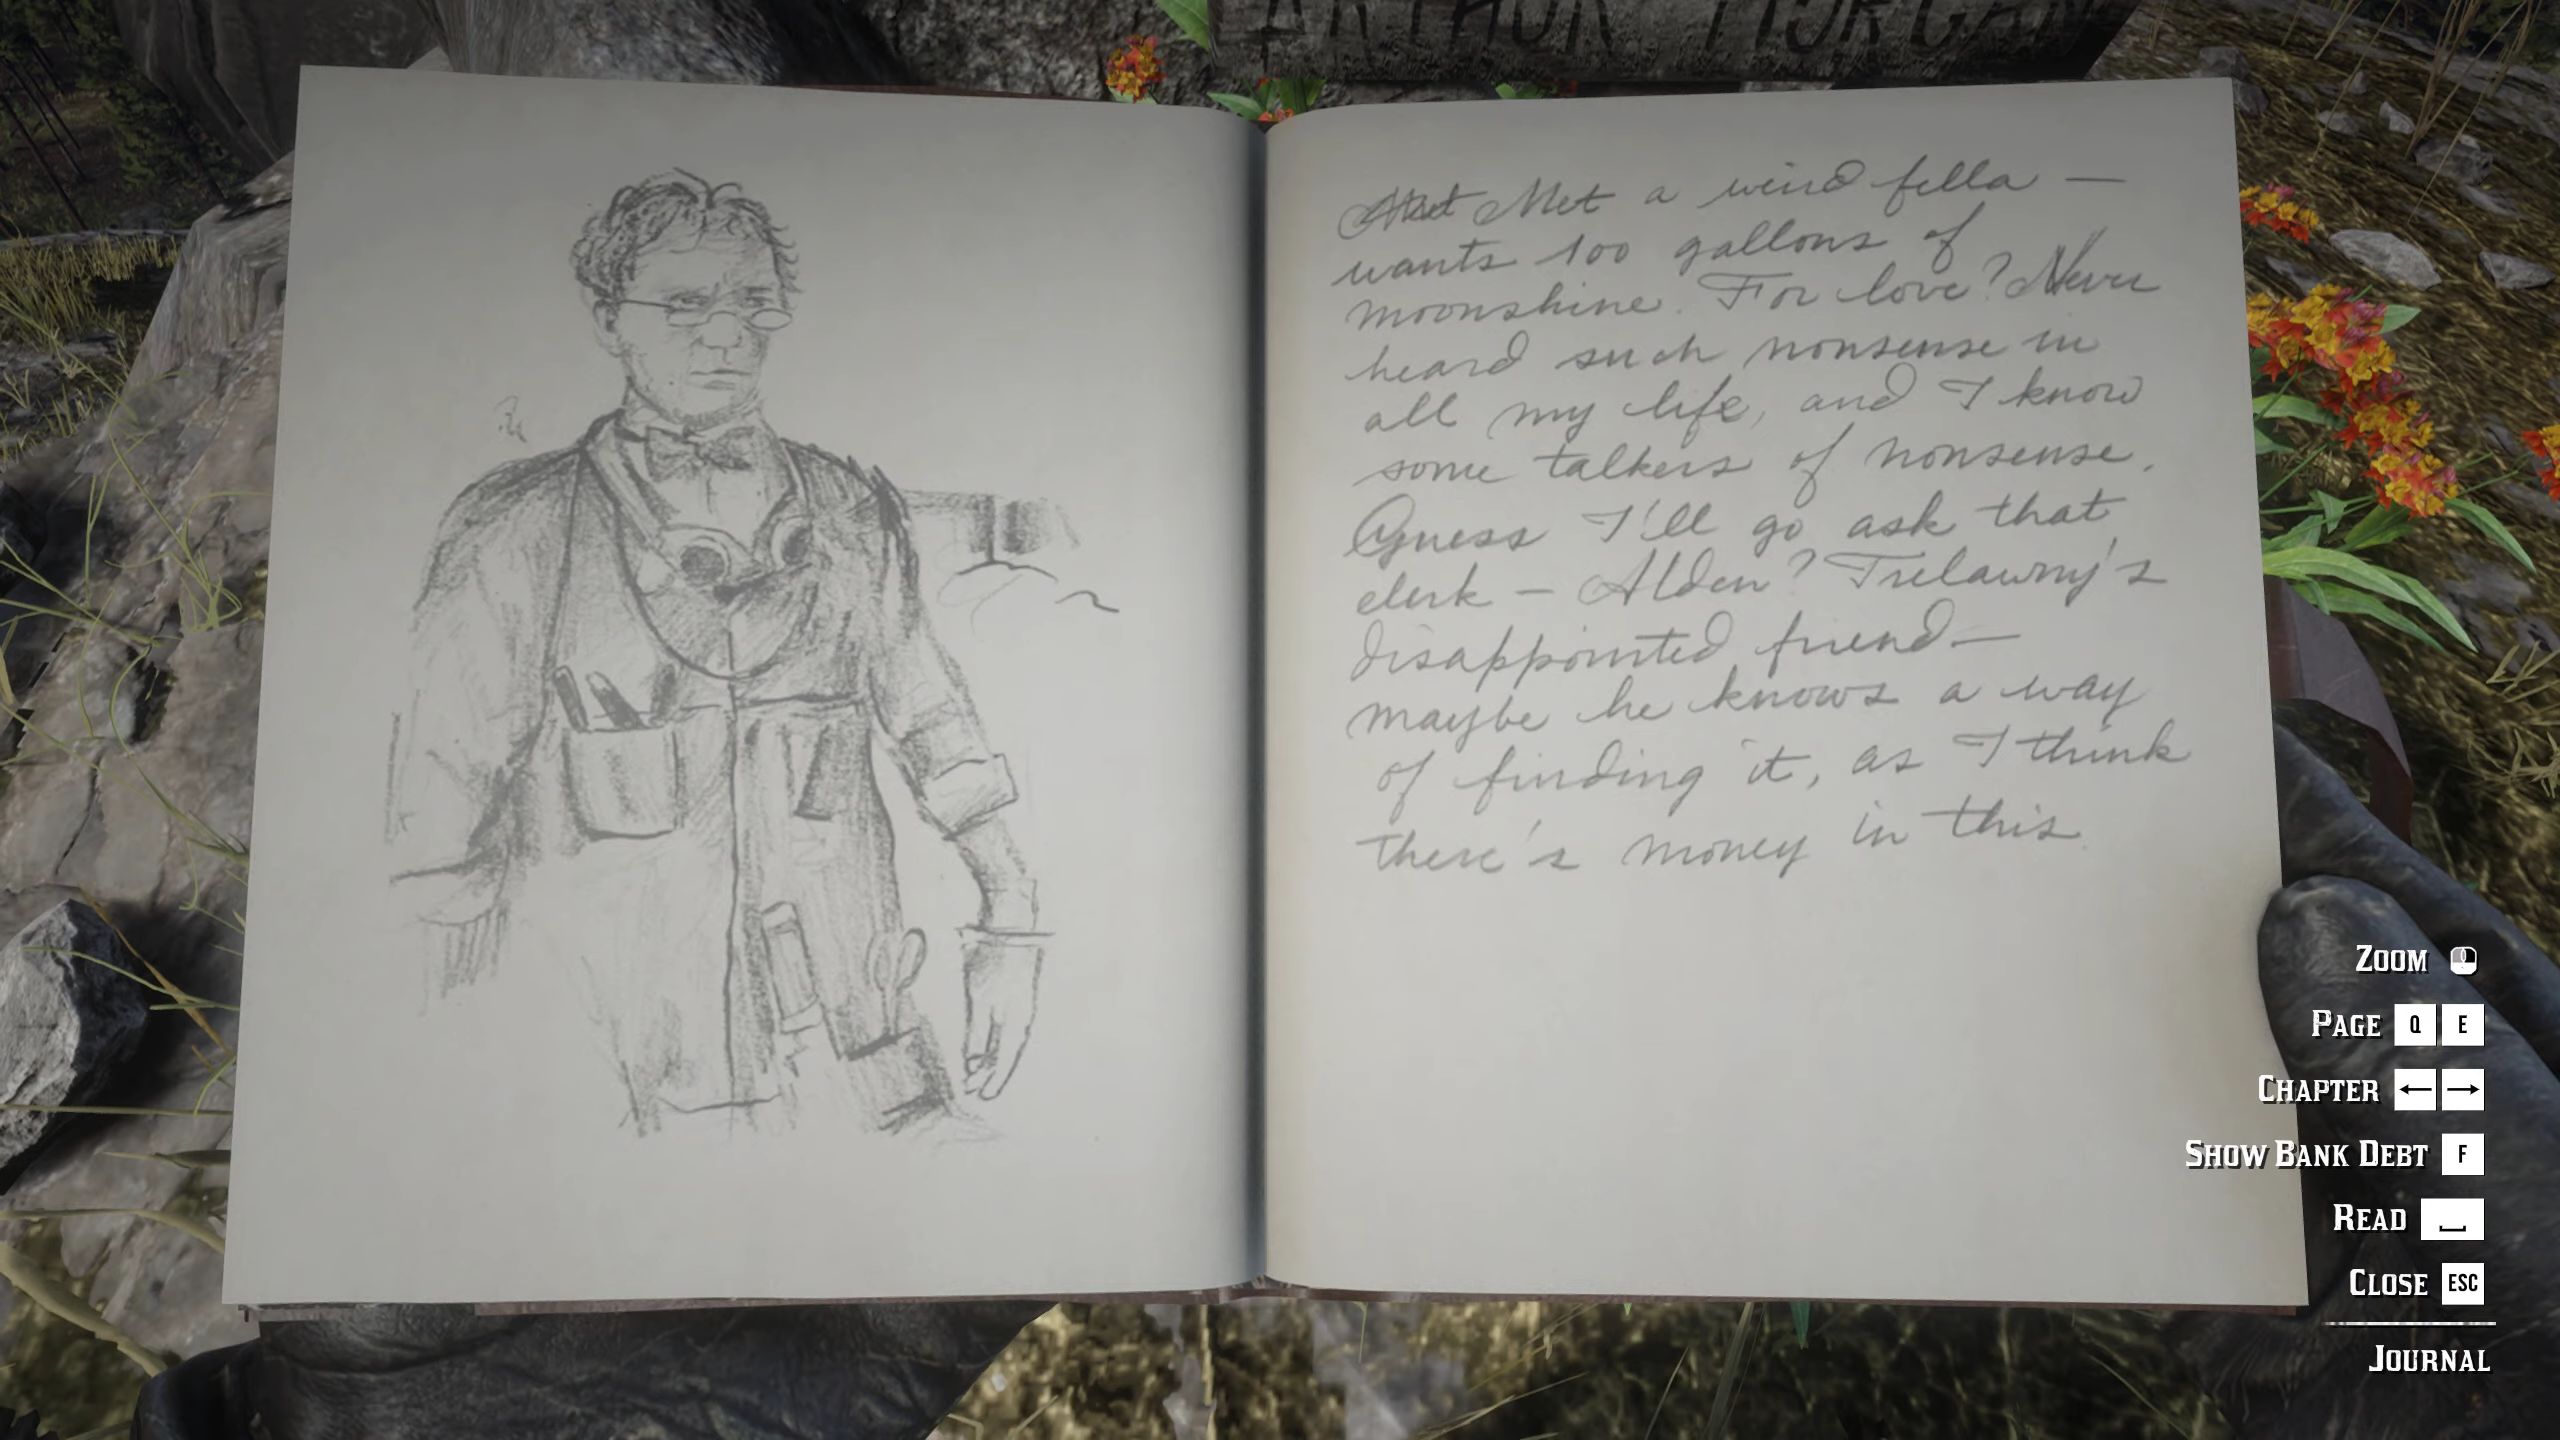 ARTHUR MORGAN
Met Met a weird fella —
wants 100 gallons of
moonshine. For love? Never
heard such nonsense in
all my life, and I know
some talkers of nonsense.
Guess I'll go ask that
clerk — Alden? Trelawny's
disappointed friend —
maybe he knows a way
of finding it, as I think
there's money in this.
ZOOM
PAGE Q E
CHAPTER ← →
SHOW BANK DEBT F
READ
CLOSE ESC
JOURNAL